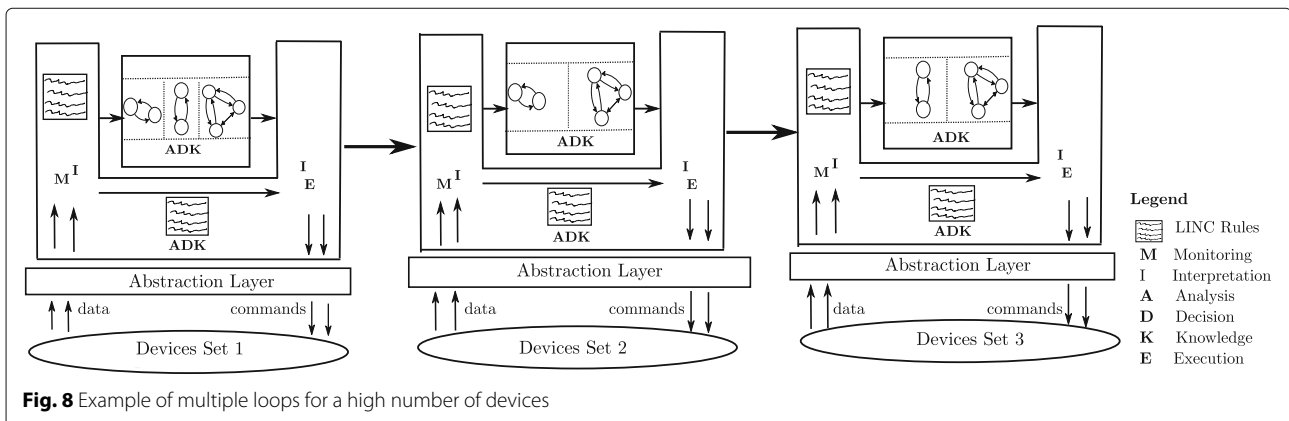 ADK
M I
I
E
ADK
Abstraction Layer
data
commands
Devices Set 1
ADK
M I
I
E
ADK
Abstraction Layer
data
commands
Devices Set 2
ADK
M I
I
E
ADK
Abstraction Layer
data
commands
Devices Set 3
Legend
LINC Rules
M Monitoring
I Interpretation
A Analysis
D Decision
K Knowledge
E Execution
Fig. 8 Example of multiple loops for a high number of devices